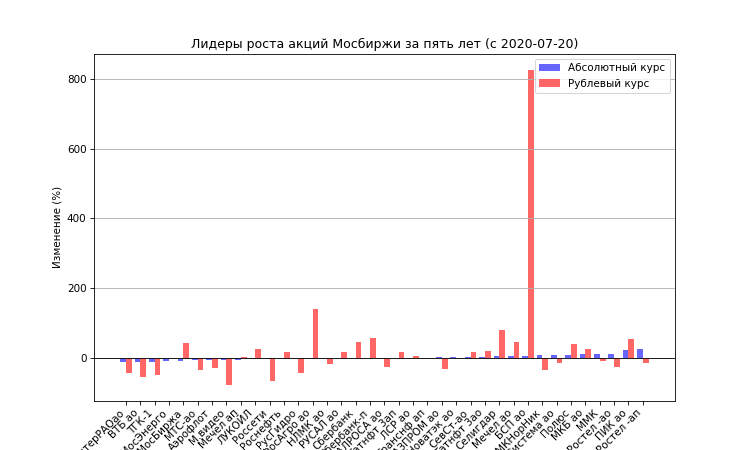 Лидеры роста акций Мосбиржи за пять лет (с 2020-07-20)
Абсолютный курс
Рублевый курс
Изменение (%)
800
600
400
200
0
ВТБ ао
ТГК-1
МосЭнерго
МосБиржа
МТС-ао
Аэрофлот
М.видео
Мечел ап
ЛУКОЙЛ
Россети
Роснефть
РусГидро
НЛМК ао
РУСАЛ ао
Сбербанк
ЛСР ао
СевСт-ао
Селигдар
Мечел ао
БСП ао
Полюс
МКБ ао
ММК
Ростел -ао
ПИК ао
Ростел -ап